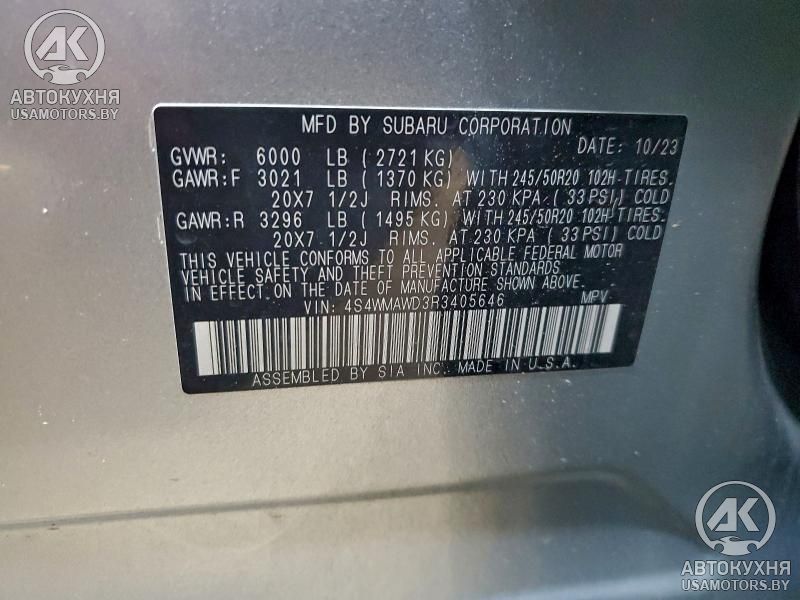 AK
АВТОКУХНЯ
USAMOTORS.BY
MFD BY SUBARU CORPORATION
DATE: 10/23
GVWR: 6000 LB (2721 KG)
GAWR:F 3021 LB (1370 KG) WITH 245/50R20 102H TIRES.
20X7 1/2J RIMS. AT 230 KPA (33 PSI) COLD
GAWR:R 3296 LB (1495 KG) WITH 245/50R20 102H TIRES.
20X7 1/2J RIMS. AT 230 KPA (33 PSI) COLD
THIS VEHICLE CONFORMS TO ALL APPLICABLE FEDERAL MOTOR
VEHICLE SAFETY AND THEFT PREVENTION STANDARDS
IN EFFECT ON THE DATE OF MANUFACTURE SHOWN ABOVE.
VIN: 4S4WMAWD3R3405646 MPV
ASSEMBLED BY SIA INC. MADE IN U.S.A.
AK
АВТОКУХНЯ
USAMOTORS.BY